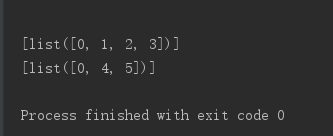 [list([0, 1, 2, 3])]
[list([0, 4, 5])]
Process finished with exit code 0